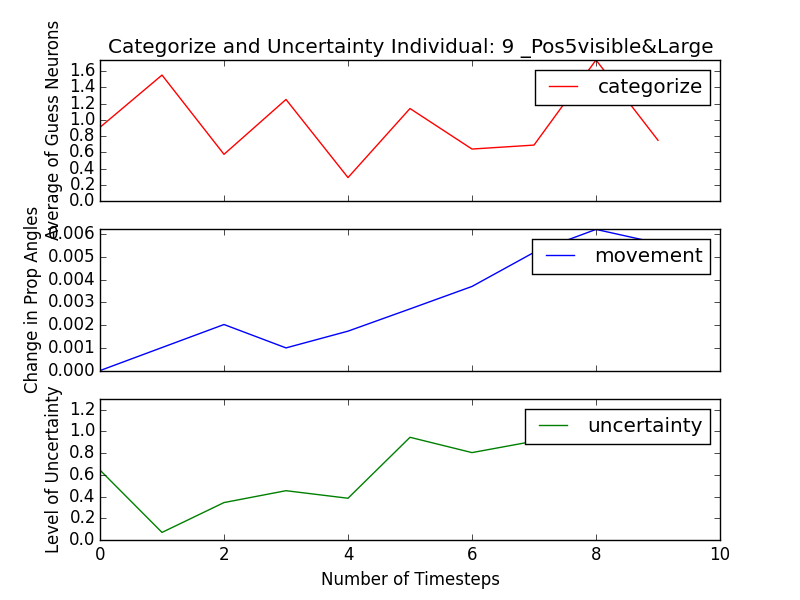 Categorize and Uncertainty Individual: 9 _Pos5visible&Large
Average of Guess Neurons
1.6
1.4
1.2
1.0
0.8
0.6
0.4
0.2
0.0
categorize
Change in Prop Angles
0.006
0.005
0.004
0.003
0.002
0.001
0.000
movement
Level of Uncertainty
1.2
1.0
0.8
0.6
0.4
0.2
0.0
uncertainty
0 2 4 6 8 10
Number of Timesteps